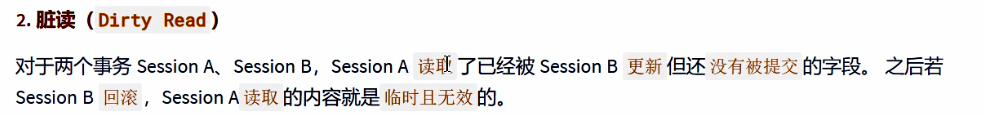 2. 脏读（Dirty Read）
对于两个事务 Session A、Session B，Session A 读取了已经被 Session B 更新但还没有被提交的字段。 之后若
Session B 回滚，Session A读取的内容就是临时且无效的。